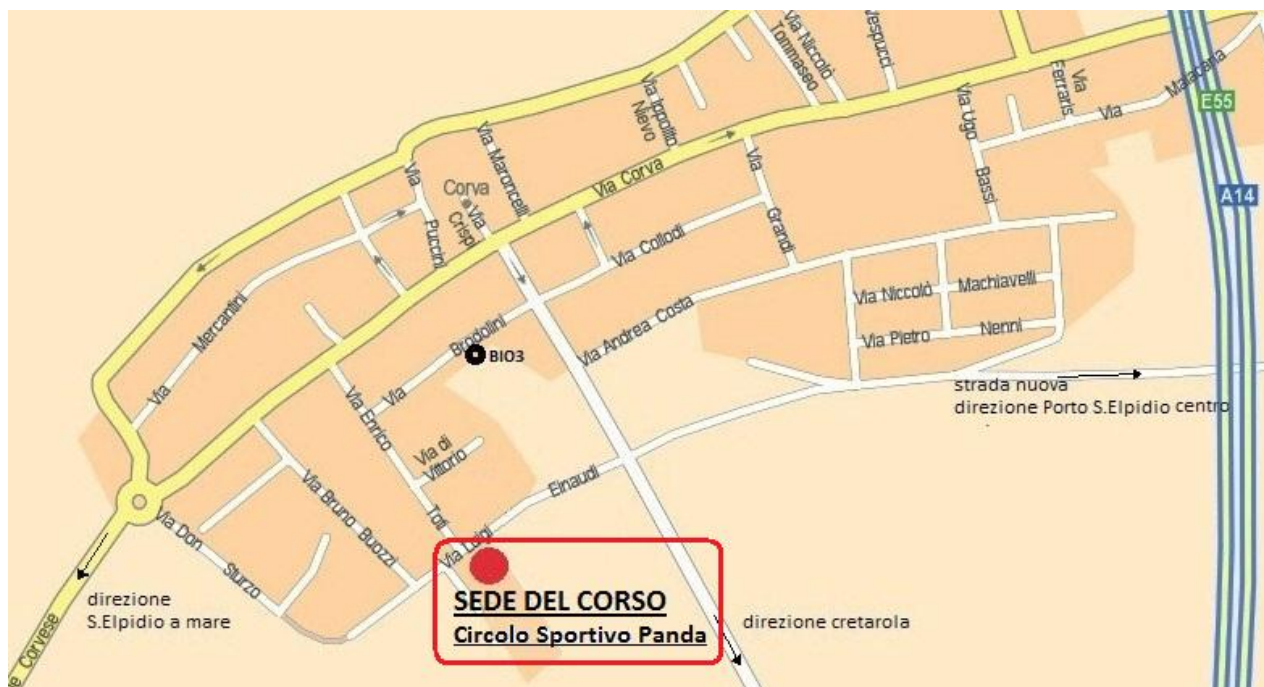 Via Niccolò
Tommaseo
Vespucci
Via Ippolito
Nievo
Via Maroncelli
Via Ugo
Bassi
Via
Ferraris
Via Malacana
E55
A14
Via Corva
Corva
Via
Crispi
Via
Puccini
Via
Grandi
Via Collodi
Via Mercantini
Via Brodolini
BIO3
Via Andrea Costa
Via Niccolò Machiavelli
Via Pietro Nenni
strada nuova
direzione Porto S.Elpidio centro
Via Enrico Toti
Via di
Vittorio
Via Bruno Buozzi
Via Luigi Einaudi
Via Don Sturzo
SEDE DEL CORSO
Circolo Sportivo Panda
direzione
S.Elpidio a mare
direzione cretarola
Corvese